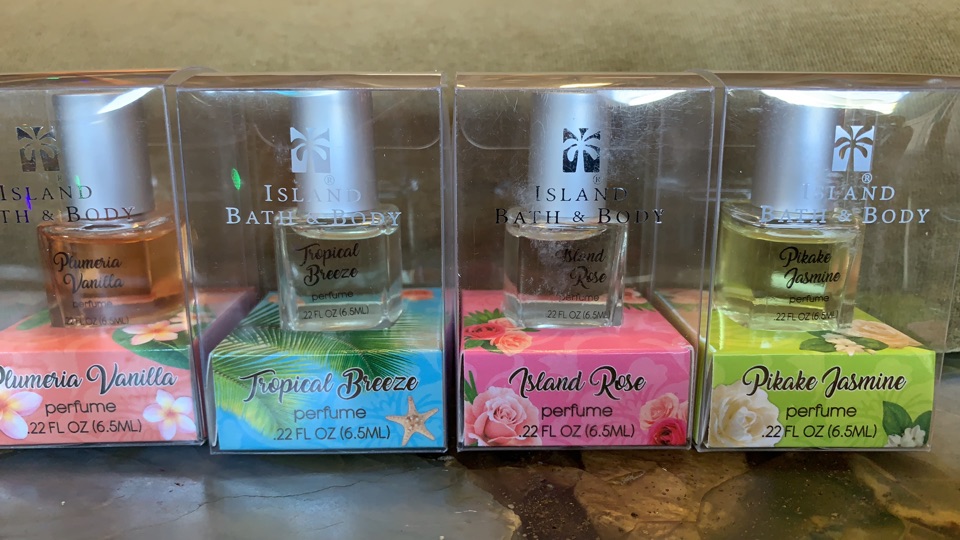 ISLAND
BATH & BODY
Plumeria
Vanilla
perfume
.22 FL OZ (6.5ML)
Plumeria Vanilla
perfume
.22 FL OZ (6.5ML)
ISLAND®
BATH & BODY
Tropical
Breeze
perfume
.22 FL OZ (6.5ML)
Tropical Breeze
perfume
.22 FL OZ (6.5ML)
ISLAND®
BATH & BODY
Island
Rose
perfume
.22 FL OZ (6.5ML)
Island Rose
perfume
.22 FL OZ (6.5ML)
ISLAND®
BATH & BODY
Pikake
Jasmine
perfume
.22 FL OZ (6.5ML)
Pikake Jasmine
perfume
.22 FL OZ (6.5ML)